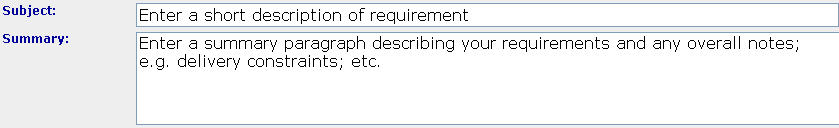 Subject: Enter a short description of requirement
Summary: Enter a summary paragraph describing your requirements and any overall notes;
e.g. delivery constraints; etc.